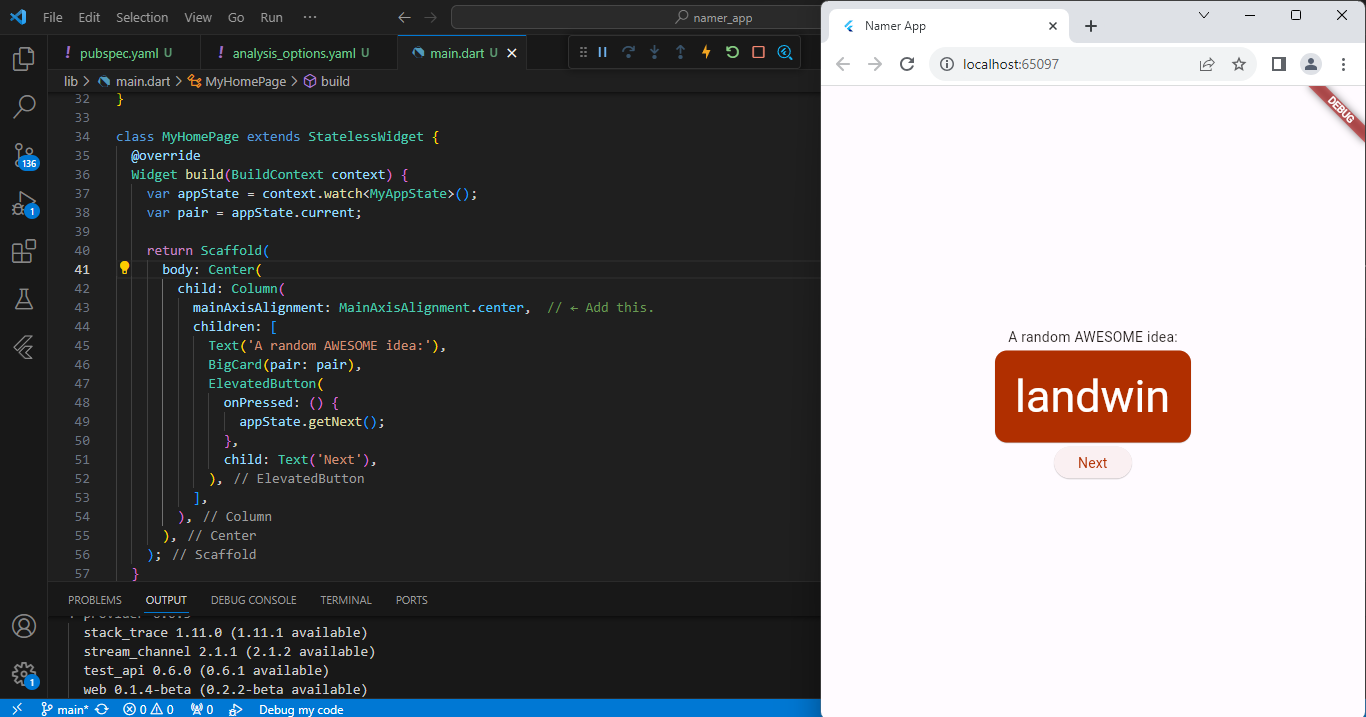 File Edit Selection View Go Run ···
namer_app
pubspec.yaml U
analysis_options.yaml U
main.dart U
lib > main.dart > MyHomePage > build
32 }
33
34 class MyHomePage extends StatelessWidget {
35 @override
36 Widget build(BuildContext context) {
37 var appState = context.watch<MyAppState>();
38 var pair = appState.current;
39
40 return Scaffold(
41 body: Center(
42 child: Column(
43 mainAxisAlignment: MainAxisAlignment.center, // ← Add this.
44 children: [
45 Text('A random AWESOME idea:'),
46 BigCard(pair: pair),
47 ElevatedButton(
48 onPressed: () {
49 appState.getNext();
50 },
51 child: Text('Next'),
52 ), // ElevatedButton
53 ],
54 ), // Column
55 ), // Center
56 ); // Scaffold
57 }
136
1
1
PROBLEMS OUTPUT DEBUG CONSOLE TERMINAL PORTS
stack_trace 1.11.0 (1.11.1 available)
stream_channel 2.1.1 (2.1.2 available)
test_api 0.6.0 (0.6.1 available)
web 0.1.4-beta (0.2.2-beta available)
main* 0 0 0 Debug my code
Namer App
localhost:65097
DEBUG
A random AWESOME idea:
landwin
Next